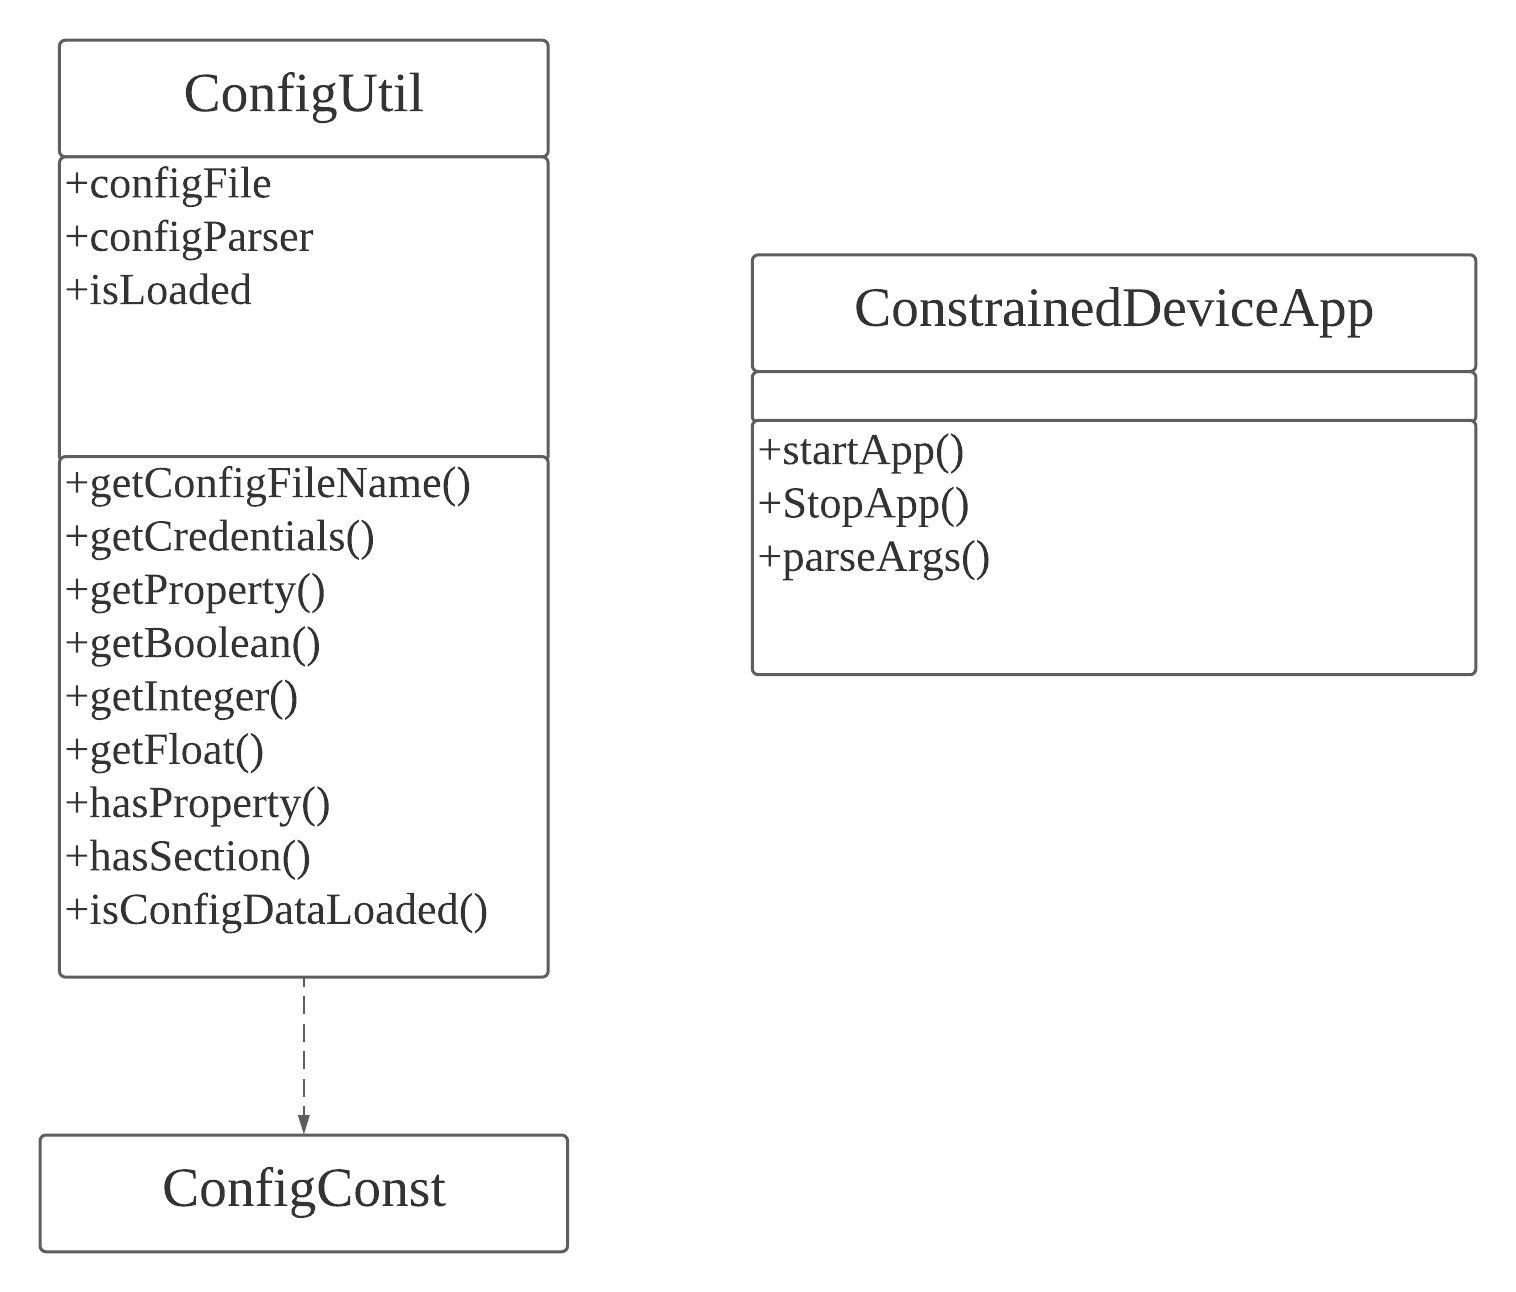 ConfigUtil
+configFile
+configParser
+isLoaded
+getConfigFileName()
+getCredentials()
+getProperty()
+getBoolean()
+getInteger()
+getFloat()
+hasProperty()
+hasSection()
+isConfigDataLoaded()
ConfigConst
ConstrainedDeviceApp
+startApp()
+StopApp()
+parseArgs()